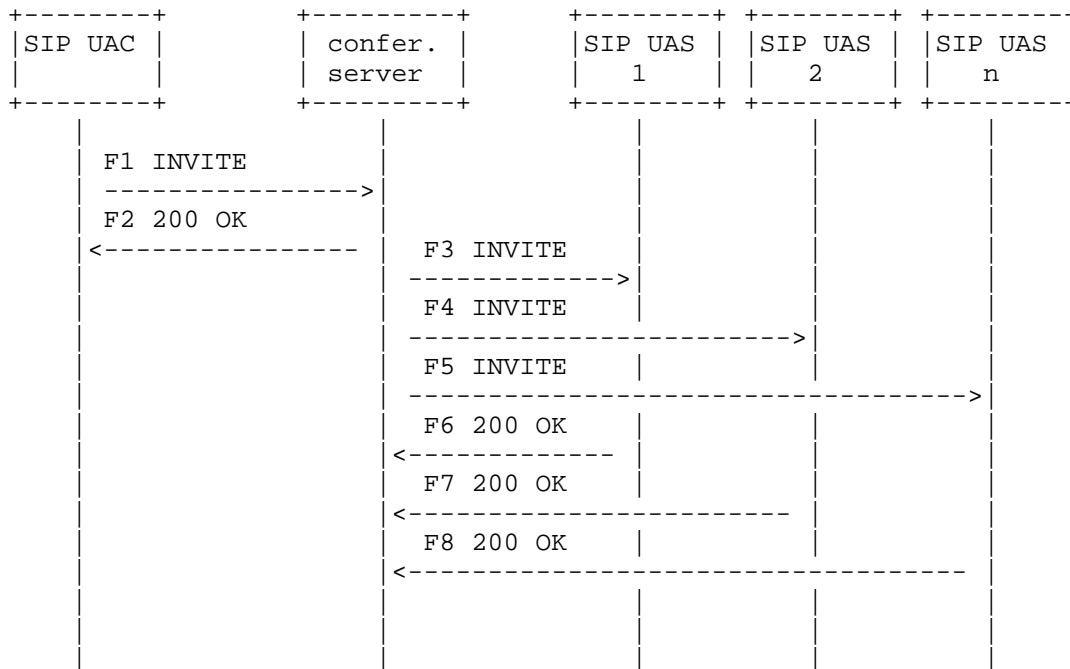 SIP UAC confer. SIP UAS SIP UAS SIP UAS
server 1 2 n
F1 INVITE
F2 200 OK
F3 INVITE
F4 INVITE
F5 INVITE
F6 200 OK
F7 200 OK
F8 200 OK